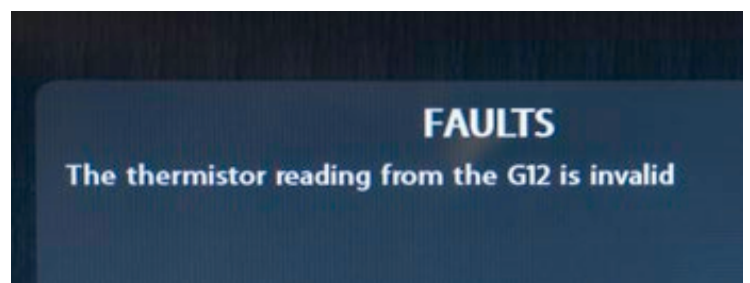 FAULTS
The thermistor reading from the G12 is invalid